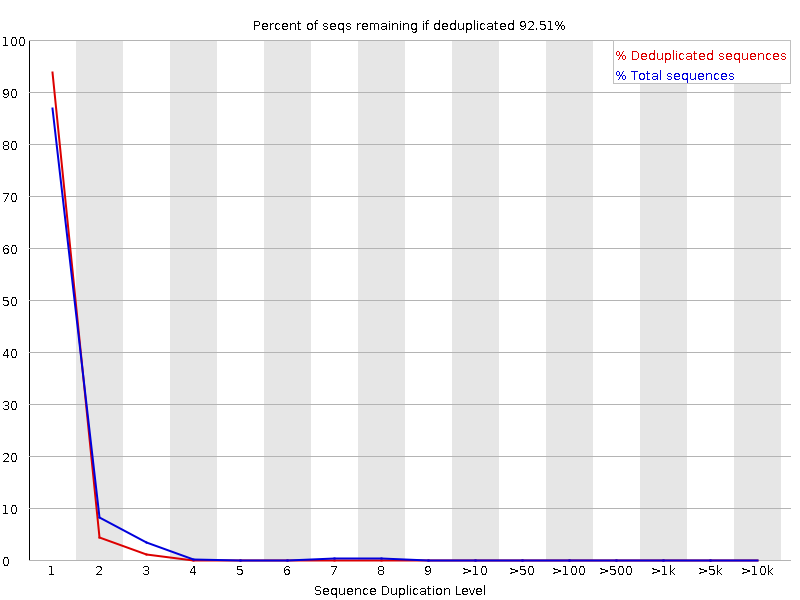 Percent of seqs remaining if deduplicated 92.51%
% Deduplicated sequences
% Total sequences
100
90
80
70
60
50
40
30
20
10
0
1 2 3 4 5 6 7 8 9 >10 >50 >100 >500 >1k >5k >10k
Sequence Duplication Level